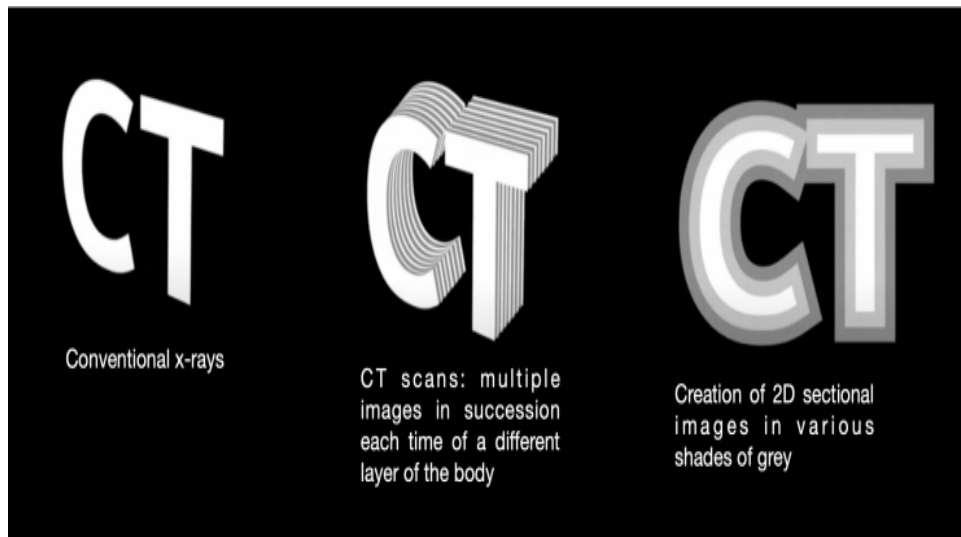 CT
Conventional x-rays
CT
CT scans: multiple
images in succession
each time of a different
layer of the body
CT
Creation of 2D sectional
images in various
shades of grey